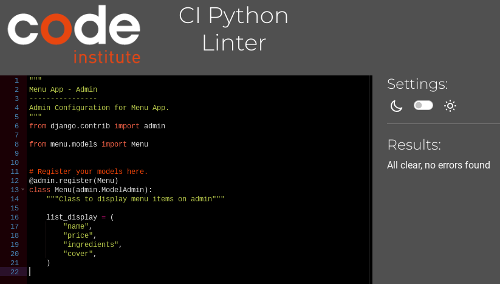 code
institute
CI Python
Linter
1 """
2 Menu App - Admin
3 ----------------
4 Admin Configuration for Menu App.
5 """
6 from django.contrib import admin
7
8 from menu.models import Menu
9
10
11 # Register your models here.
12 @admin.register(Menu)
13 class Menu(admin.ModelAdmin):
14 """Class to display menu items on admin"""
15
16 list_display = (
17 "name",
18 "price",
19 "ingredients",
20 "cover",
21 )
22
Settings:
Results:
All clear, no errors found